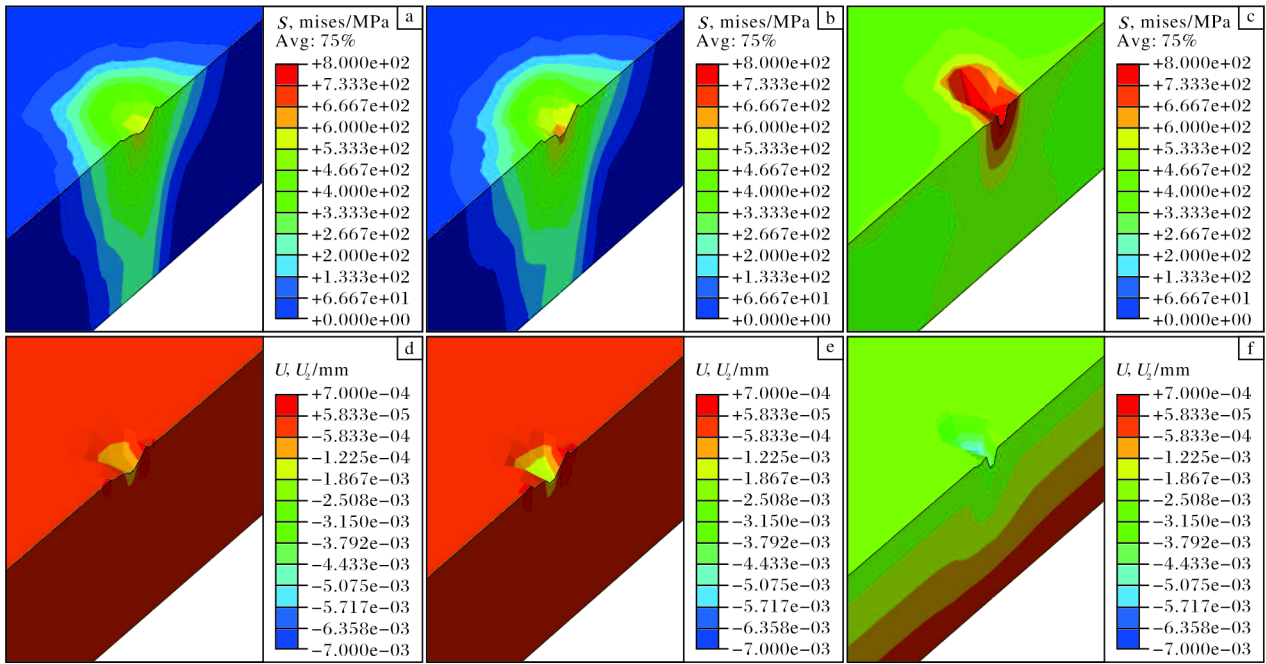 a
S, mises/MPa
Avg: 75%
+8.000e+02
+7.333e+02
+6.667e+02
+6.000e+02
+5.333e+02
+4.667e+02
+4.000e+02
+3.333e+02
+2.667e+02
+2.000e+02
+1.333e+02
+6.667e+01
+0.000e+00
b
S, mises/MPa
Avg: 75%
+8.000e+02
+7.333e+02
+6.667e+02
+6.000e+02
+5.333e+02
+4.667e+02
+4.000e+02
+3.333e+02
+2.667e+02
+2.000e+02
+1.333e+02
+6.667e+01
+0.000e+00
c
S, mises/MPa
Avg: 75%
+8.000e+02
+7.333e+02
+6.667e+02
+6.000e+02
+5.333e+02
+4.667e+02
+4.000e+02
+3.333e+02
+2.667e+02
+2.000e+02
+1.333e+02
+6.667e+01
+0.000e+00
d
U, U₂/mm
+7.000e−04
+5.833e−05
−5.833e−04
−1.225e−03
−1.867e−03
−2.508e−03
−3.150e−03
−3.792e−03
−4.433e−03
−5.075e−03
−5.717e−03
−6.358e−03
−7.000e−03
e
U, U₂/mm
+7.000e−04
+5.833e−05
−5.833e−04
−1.225e−03
−1.867e−03
−2.508e−03
−3.150e−03
−3.792e−03
−4.433e−03
−5.075e−03
−5.717e−03
−6.358e−03
−7.000e−03
f
U, U₂/mm
+7.000e−04
+5.833e−05
−5.833e−04
−1.225e−03
−1.867e−03
−2.508e−03
−3.150e−03
−3.792e−03
−4.433e−03
−5.075e−03
−5.717e−03
−6.358e−03
−7.000e−03